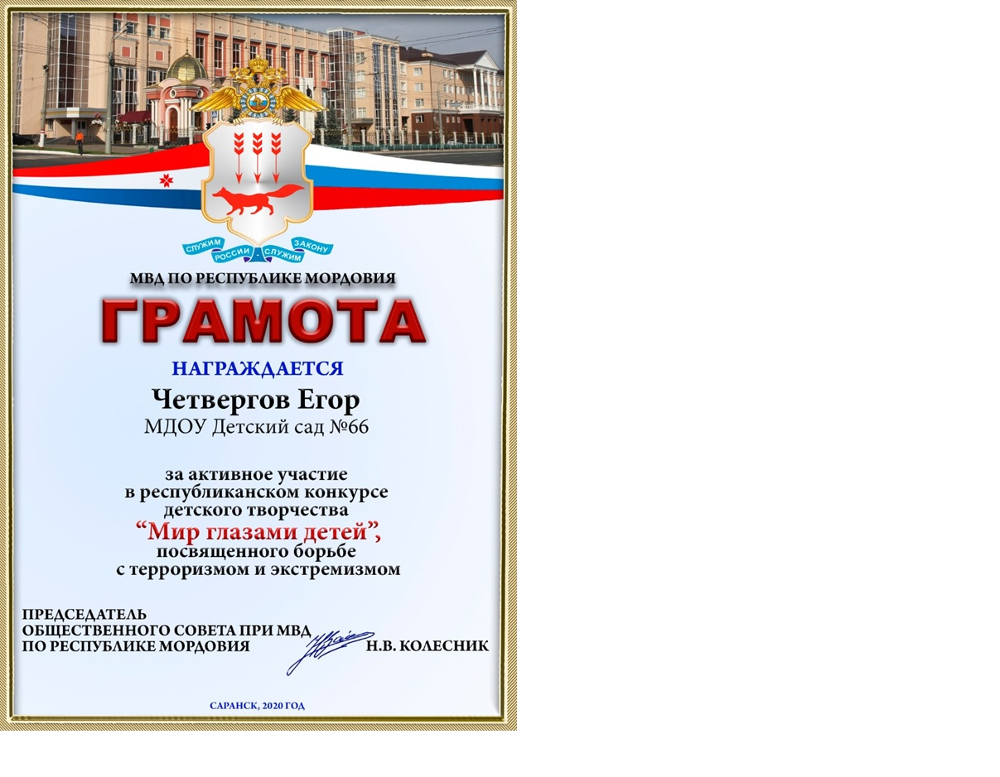 СЛУЖИМ РОССИИ - СЛУЖИМ ЗАКОНУ
МВД ПО РЕСПУБЛИКЕ МОРДОВИЯ
ГРАМОТА
НАГРАЖДАЕТСЯ
Четвергов Егор
МДОУ Детский сад №66
за активное участие
в республиканском конкурсе
детского творчества
“Мир глазами детей”,
посвященного борьбе
с терроризмом и экстремизмом
ПРЕДСЕДАТЕЛЬ
ОБЩЕСТВЕННОГО СОВЕТА ПРИ МВД
ПО РЕСПУБЛИКЕ МОРДОВИЯ Н.В. КОЛЕСНИК
САРАНСК, 2020 ГОД